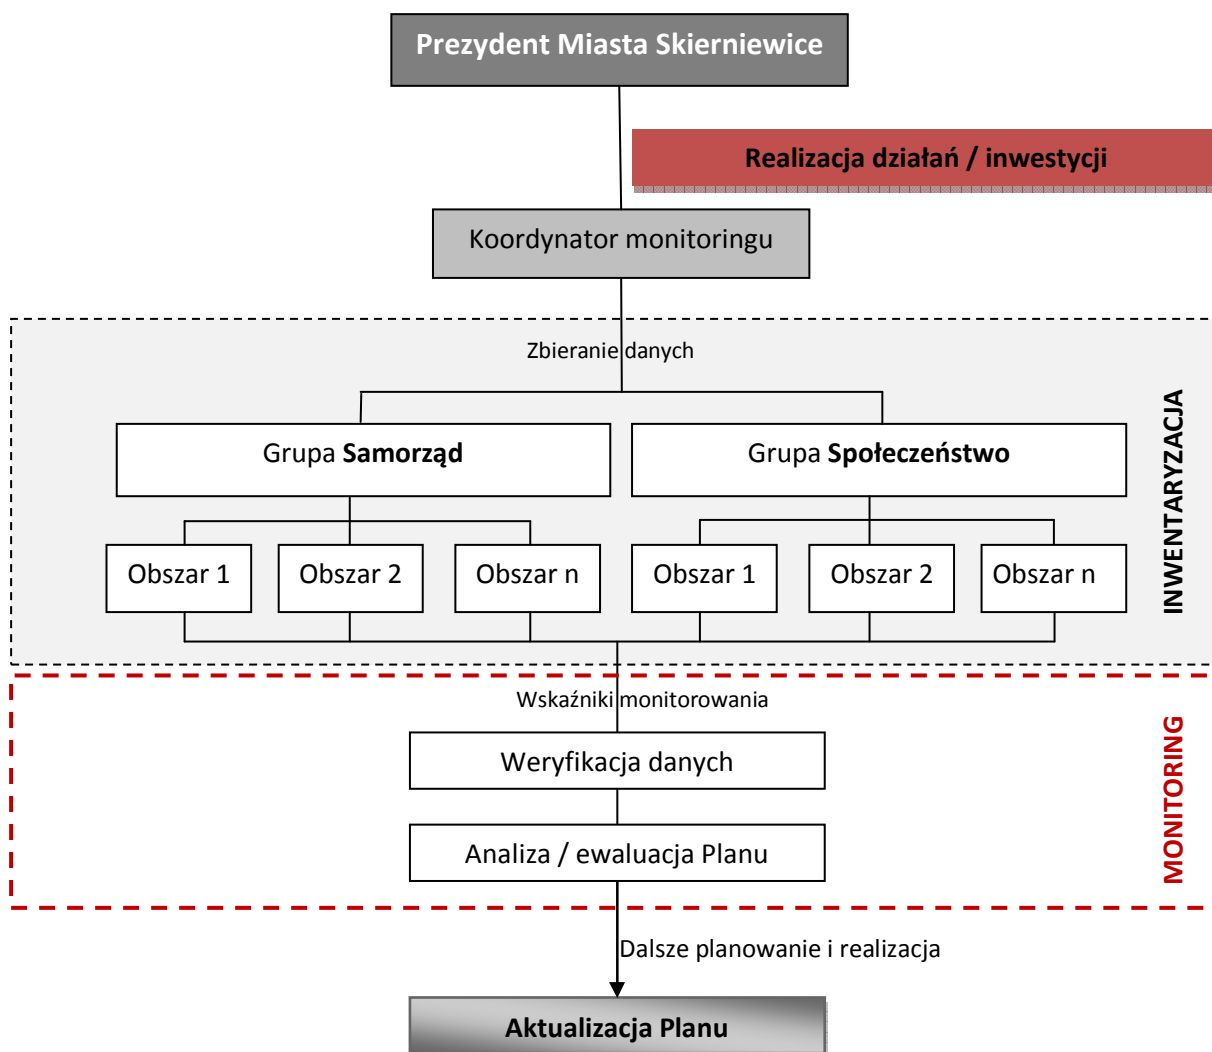 Prezydent Miasta Skierniewice
Realizacja działań / inwestycji
Koordynator monitoringu
Zbieranie danych
Grupa Samorząd
Grupa Społeczeństwo
Obszar 1
Obszar 2
Obszar n
Obszar 1
Obszar 2
Obszar n
INWENTARYZACJA
Wskaźniki monitorowania
Weryfikacja danych
Analiza / ewaluacja Planu
MONITORING
Dalsze planowanie i realizacja
Aktualizacja Planu